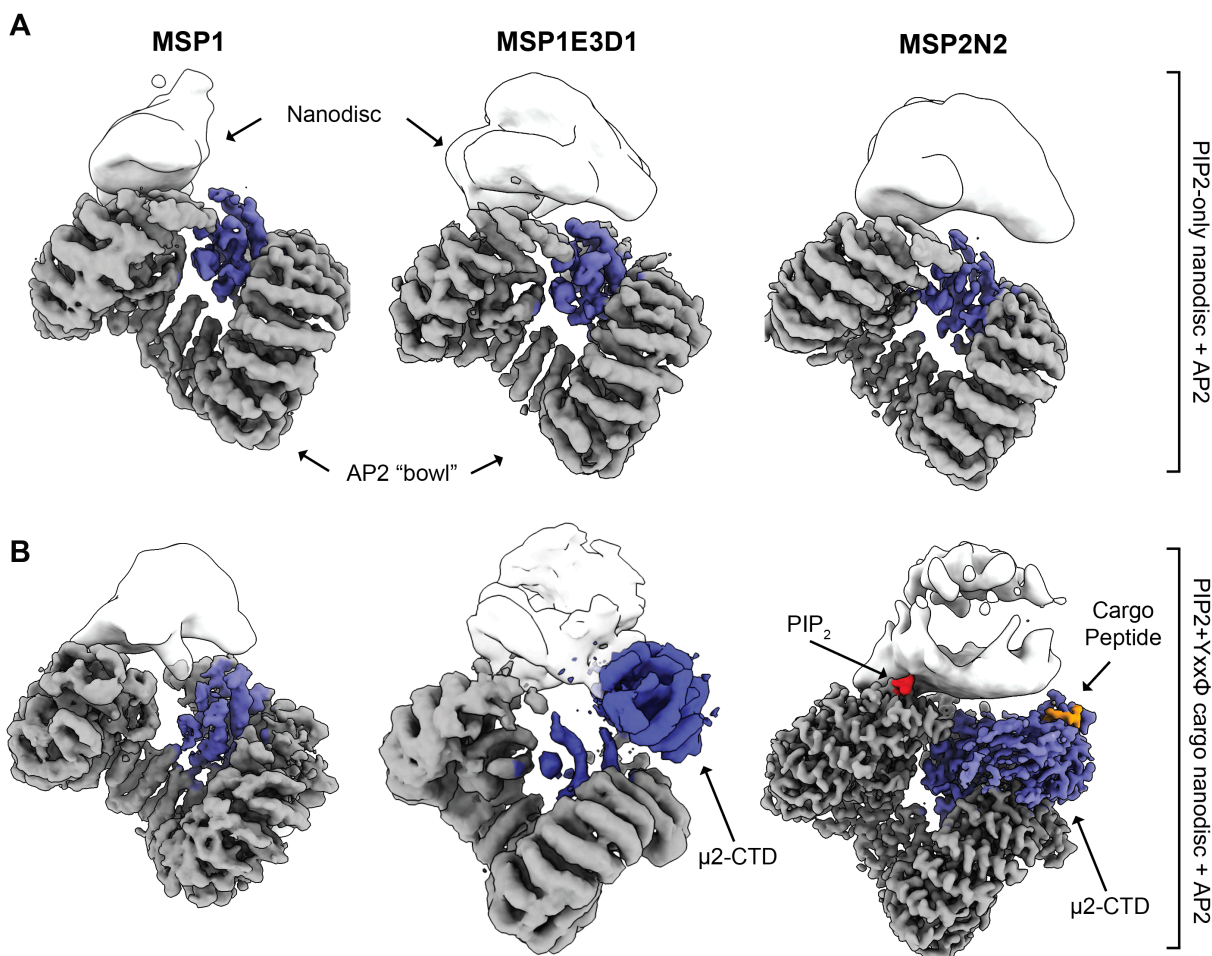 A
MSP1
MSP1E3D1
MSP2N2
Nanodisc
PIP2-only nanodisc + AP2
AP2 “bowl”
B
PIP₂
Cargo
Peptide
μ2-CTD
μ2-CTD
PIP2+YxxΦ cargo nanodisc + AP2